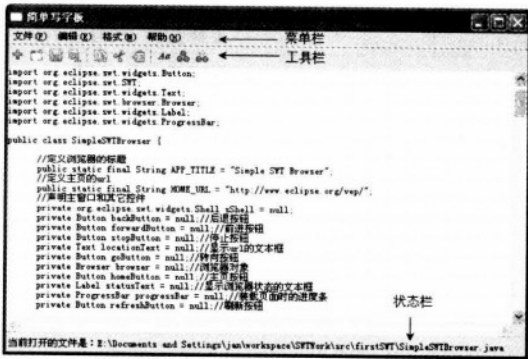 简单写字板
文件(F) 编辑(E) 格式(M) 帮助(H)
菜单栏
工具栏
import org.eclipse.swt.widgets.Button;
import org.eclipse.swt.SWT;
import org.eclipse.swt.widgets.Text;
import org.eclipse.swt.browser.Browser;
import org.eclipse.swt.widgets.Label;
import org.eclipse.swt.widgets.ProgressBar;
public class SimpleSWTBrowser {
//定义浏览器的标题
public static final String APP_TITLE = "Simple SWT Browser";
//定义主页的url
public static final String HOME_URL = "http://www.eclipse.org/vep/";
//声明主窗口和其它控件
private org.eclipse.swt.widgets.Shell sShell = null;
private Button backButton = null;//后退按钮
private Button forwardButton = null;//前进按钮
private Button stopButton = null;//停止按钮
private Text locationText = null;//显示url的文本框
private Button goButton = null;//转向按钮
private Browser browser = null;//浏览器对象
private Button homeButton = null;//主页按钮
private Label statusText = null;//显示浏览器状态的文本框
private ProgressBar progressBar = null;//装载页面时的进度条
private Button refreshButton = null;//刷新按钮
状态栏
当前打开的文件是：E:\Documents and Settings\jan\workspace\SWTWork\src\firstSWT\SimpleSWTBrowser.java